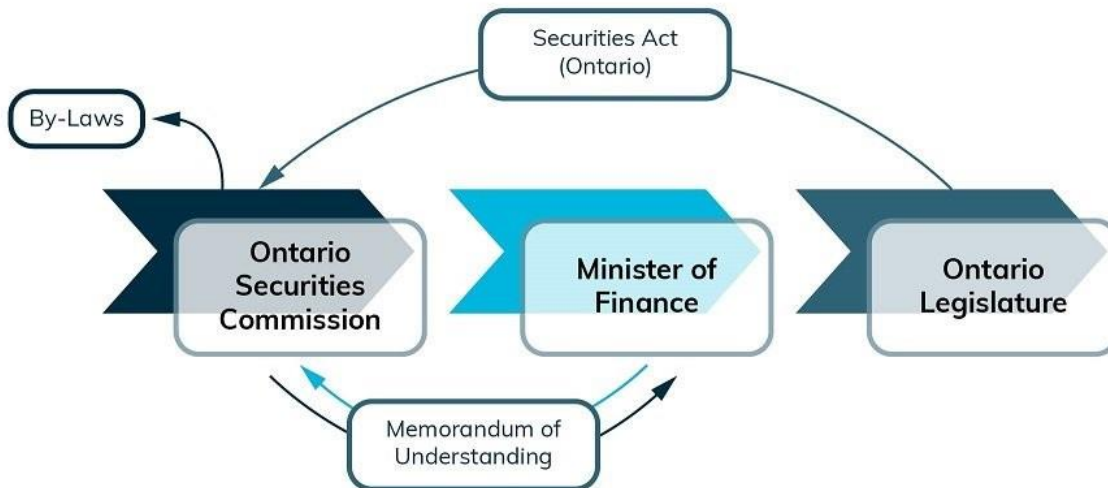 Securities Act
(Ontario)
By-Laws
Ontario
Securities
Commission
Minister of
Finance
Ontario
Legislature
Memorandum of
Understanding